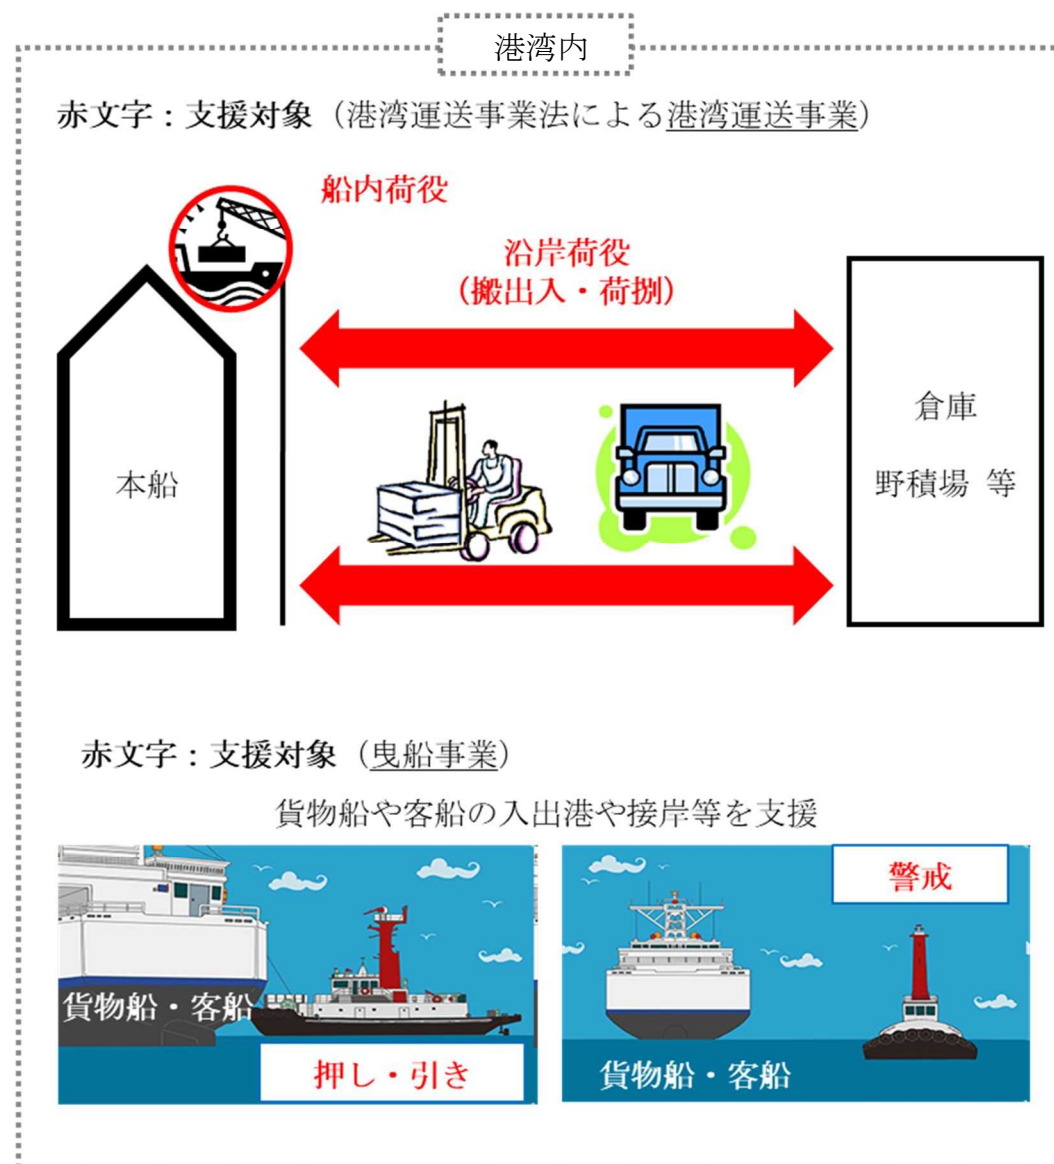 港湾内
赤文字：支援対象（港湾運送事業法による港湾運送事業）
船内荷役
沿岸荷役
（搬出入・荷捌）
本船
倉庫
野積場 等
赤文字：支援対象（曳船事業）
貨物船や客船の入出港や接岸等を支援
貨物船・客船
押し・引き
警戒
貨物船・客船